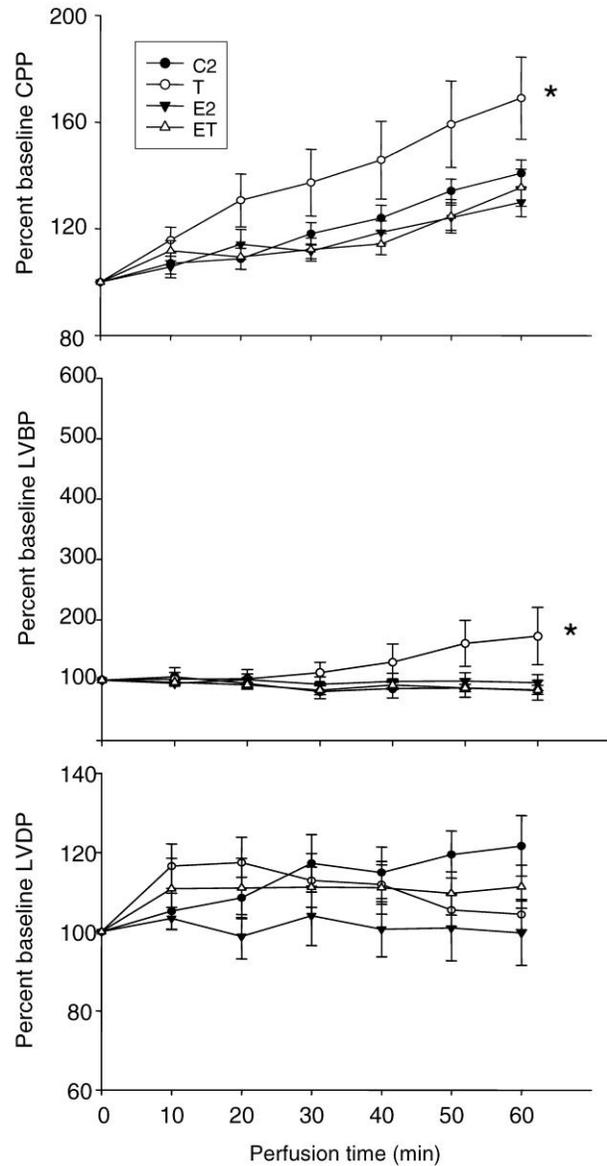 200
160
120
80
Percent baseline CPP
C2
T
E2
ET
*
600
500
400
300
200
100
Percent baseline LVBP
*
140
120
100
80
60
Percent baseline LVDP
0 10 20 30 40 50 60
Perfusion time (min)